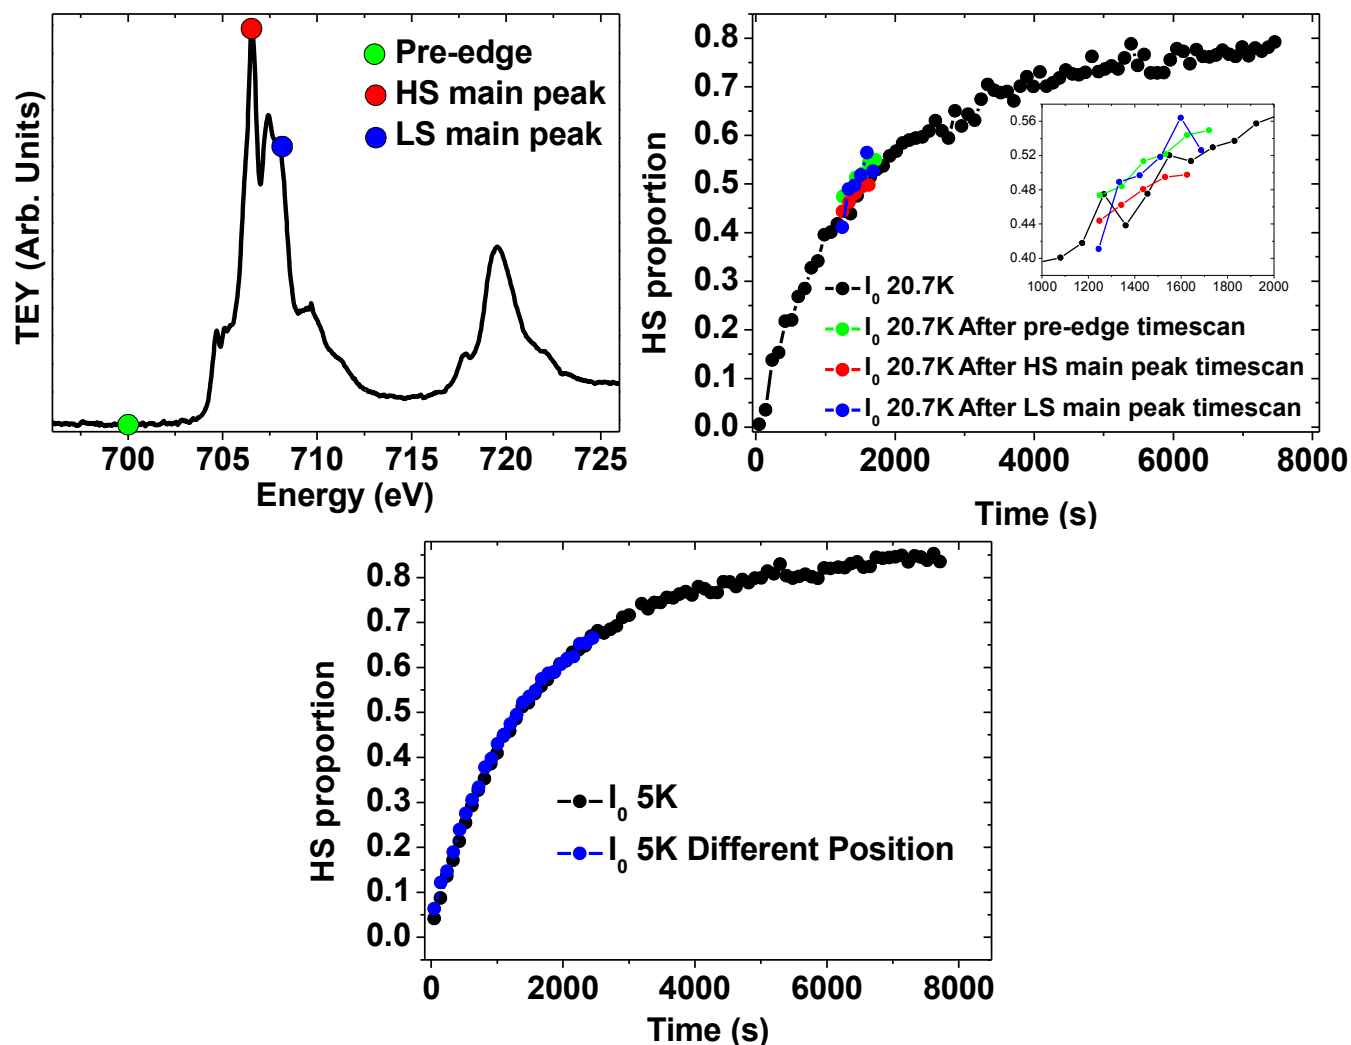 TEY (Arb. Units)
Pre-edge
HS main peak
LS main peak
700 705 710 715 720 725
Energy (eV)
HS proportion
0.8
0.7
0.6
0.5
0.4
0.3
0.2
0.1
0.0
0.56
0.52
0.48
0.44
0.40
1000 1200 1400 1600 1800 2000
I0 20.7K
I0 20.7K After pre-edge timescan
I0 20.7K After HS main peak timescan
I0 20.7K After LS main peak timescan
0 2000 4000 6000 8000
Time (s)
HS proportion
0.8
0.7
0.6
0.5
0.4
0.3
0.2
0.1
0.0
I0 5K
I0 5K Different Position
0 2000 4000 6000 8000
Time (s)